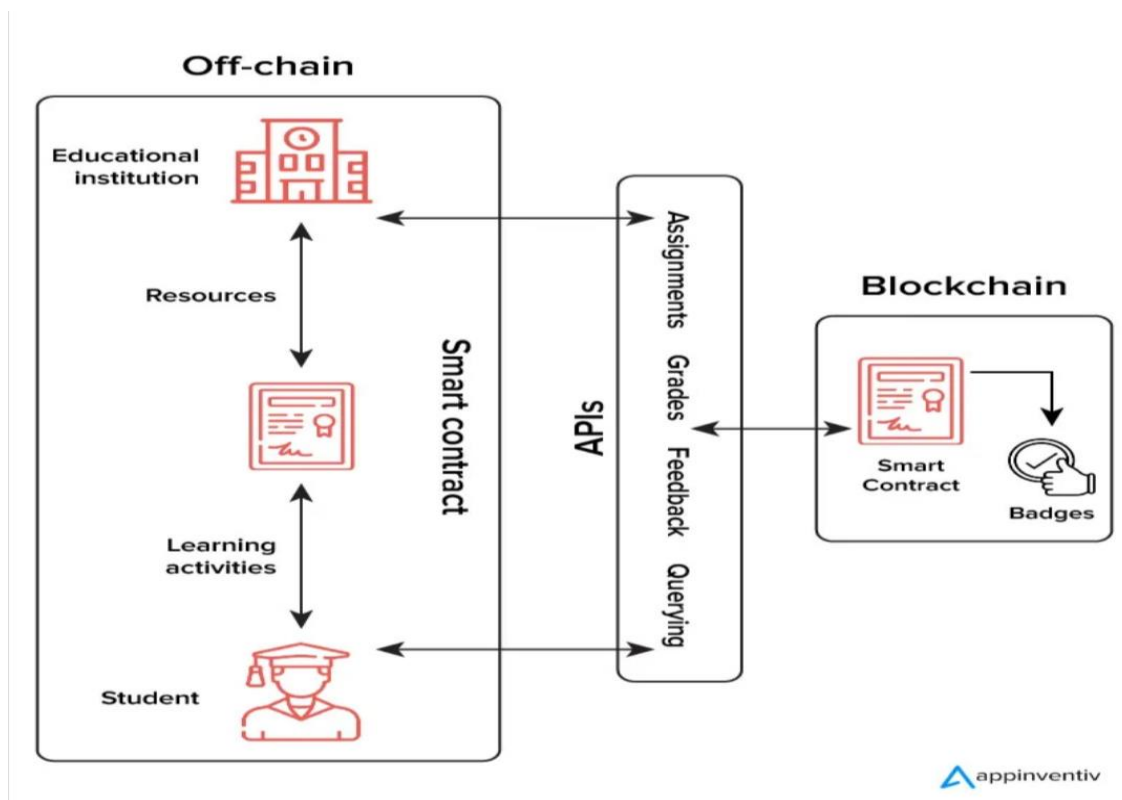 Off-chain
Educational
institution
Resources
Learning
activities
Student
Smart contract
APIs
Assignments Grades Feedback Querying
Blockchain
Smart
Contract
Badges
appinventiv